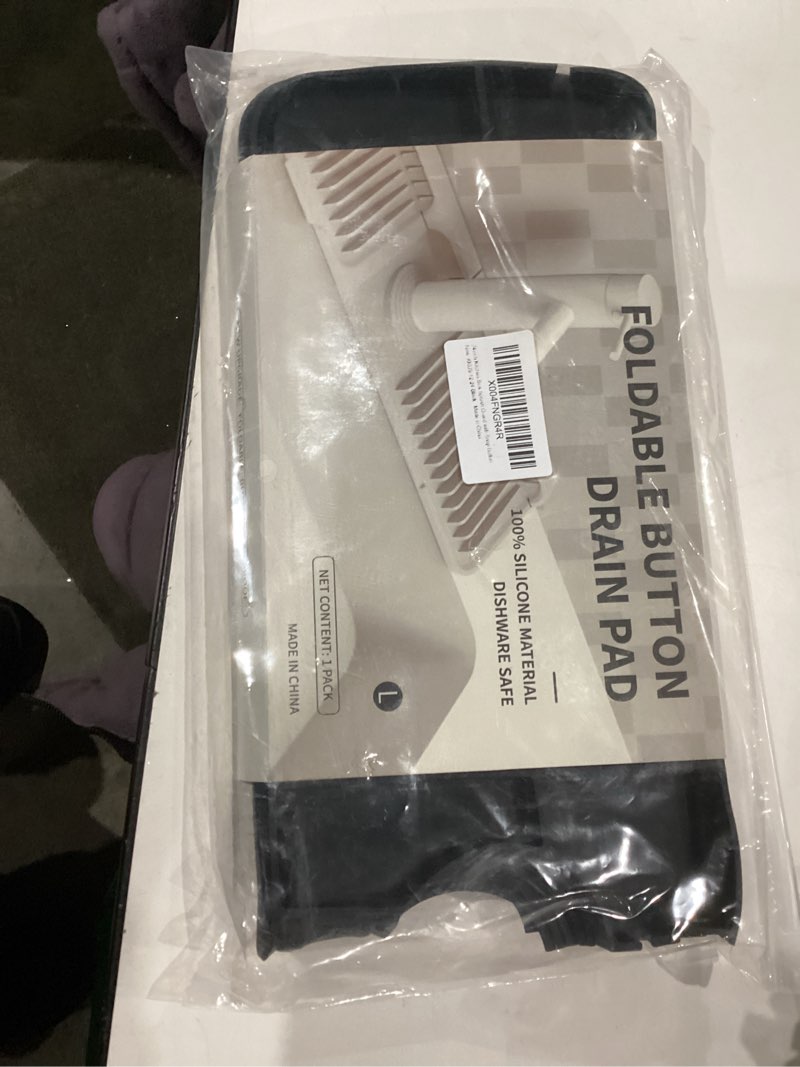 FOLDABLE BUTTON
DRAIN PAD
100% SILICONE MATERIAL
DISHWARE SAFE
X004FNGR4R
L
NET CONTENT: 1 PACK
MADE IN CHINA